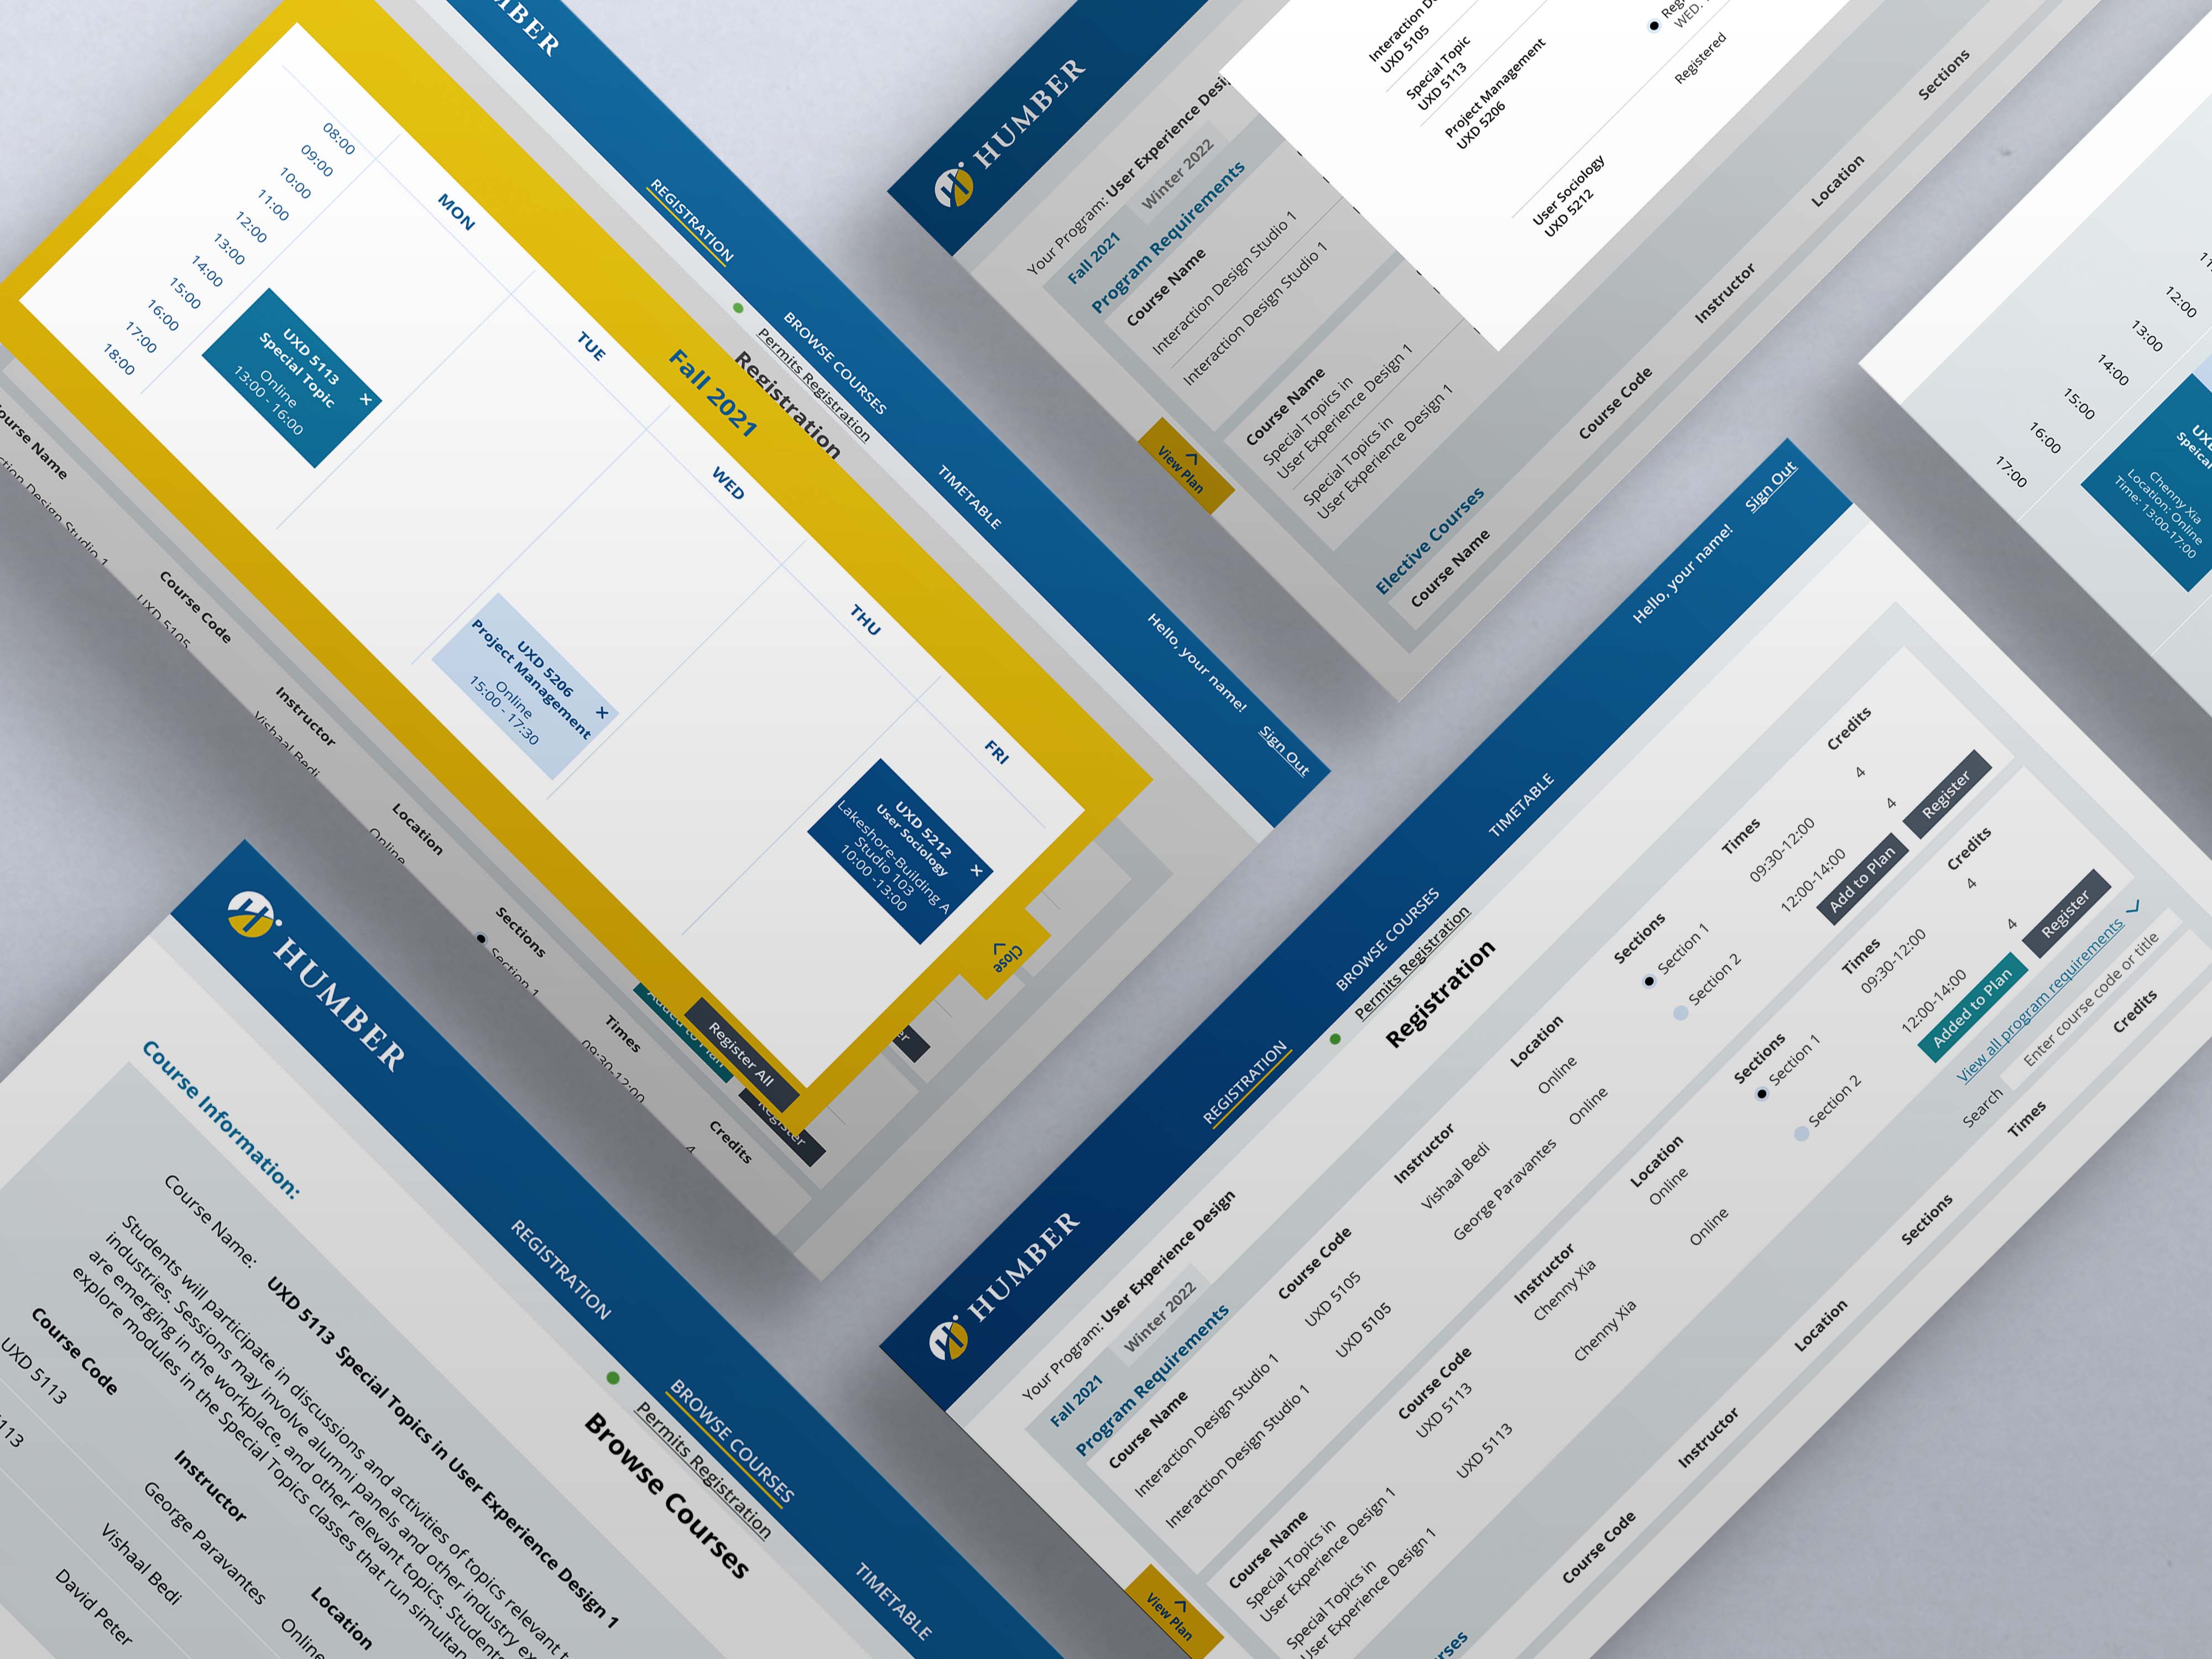 HUMBER
REGISTRATION
BROWSE COURSES
TIMETABLE
Hello, your name!
Sign Out
Permits Registration
Registration
Fall 2021
MON
TUE
WED
THU
FRI
08:00
09:00
10:00
11:00
12:00
13:00
14:00
15:00
16:00
17:00
18:00
UXD 5113
Special Topic
Online
13:00 - 16:00
UXD 5206
Project Management
Online
15:00 - 17:30
UXD 5212
User Sociology
Lakeshore-Building A
Studio 103
10:00 -13:00
Close
Register All
Added to Plan
Register
Course Name
Design Studio 1
Course Code
UXD 5105
Instructor
Vishaal Bedi
Location
Online
Sections
Section 1
Times
09:30-12:00
Credits
4
HUMBER
Your Program: User Experience Desi
Fall 2021
Winter 2022
Program Requirements
Course Name
Interaction Design Studio 1
Interaction Design Studio 1
Course Name
Special Topics in
User Experience Design 1
Special Topics in
User Experience Design 1
Elective Courses
Course Name
Course Code
Instructor
Location
Sections
View Plan
Interaction D
UXD 5105
Special Topic
UXD 5113
Project Management
UXD 5206
User Sociology
UXD 5212
WED.
Registered
12:00
13:00
14:00
15:00
16:00
17:00
Chenny Xia
Location: Online
Time: 13:00-17:00
HUMBER
REGISTRATION
BROWSE COURSES
TIMETABLE
Hello, your name!
Sign Out
Permits Registration
Registration
Your Program: User Experience Design
Fall 2021
Winter 2022
Program Requirements
Course Name
Course Code
Instructor
Location
Sections
Times
Credits
Interaction Design Studio 1
UXD 5105
Vishaal Bedi
Online
Section 1
09:30-12:00
4
Interaction Design Studio 1
UXD 5105
George Paravantes
Online
Section 2
12:00-14:00
4
Add to Plan
Register
Course Name
Course Code
Instructor
Location
Sections
Times
Credits
Special Topics in
User Experience Design 1
UXD 5113
Chenny Xia
Online
Section 1
09:30-12:00
4
Special Topics in
User Experience Design 1
UXD 5113
Chenny Xia
Online
Section 2
12:00-14:00
4
Added to Plan
Register
View all program requirements
Search
Enter course code or title
Course Code
Instructor
Location
Sections
Times
Credits
View Plan
HUMBER
REGISTRATION
BROWSE COURSES
TIMETABLE
Permits Registration
Browse Courses
Course Information:
Course Name:
UXD 5113 Special Topics in User Experience Design 1
Students will participate in discussions and activities of topics relevant t
industries. Sessions may involve alumni panels and other industry ex
are emerging in the workplace, and other relevant topics. Students
explore modules in the Special Topics classes that run simultan
Course Code
Instructor
Location
UXD 5113
George Paravantes
Online
Vishaal Bedi
David Peter